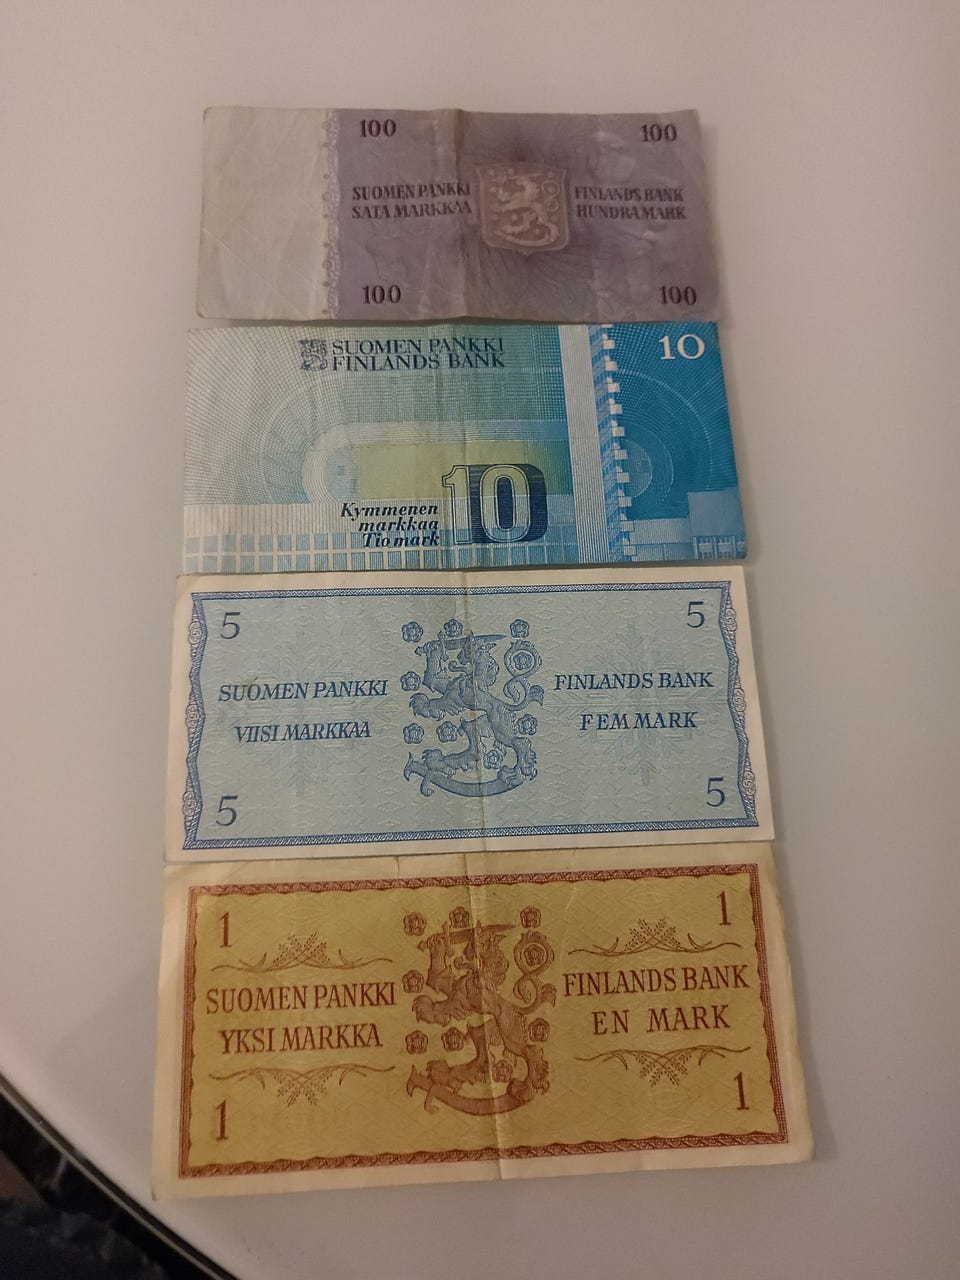 100 100
SUOMEN PANKKI FINLANDS BANK
SATA MARKKAA HUNDRA MARK
100 100
SUOMEN PANKKI 10
FINLANDS BANK
10
Kymmenen
markkaa
Tio mark
5 5
SUOMEN PANKKI FINLANDS BANK
VIISI MARKKAA FEM MARK
5 5
1 1
SUOMEN PANKKI FINLANDS BANK
YKSI MARKKA EN MARK
1 1